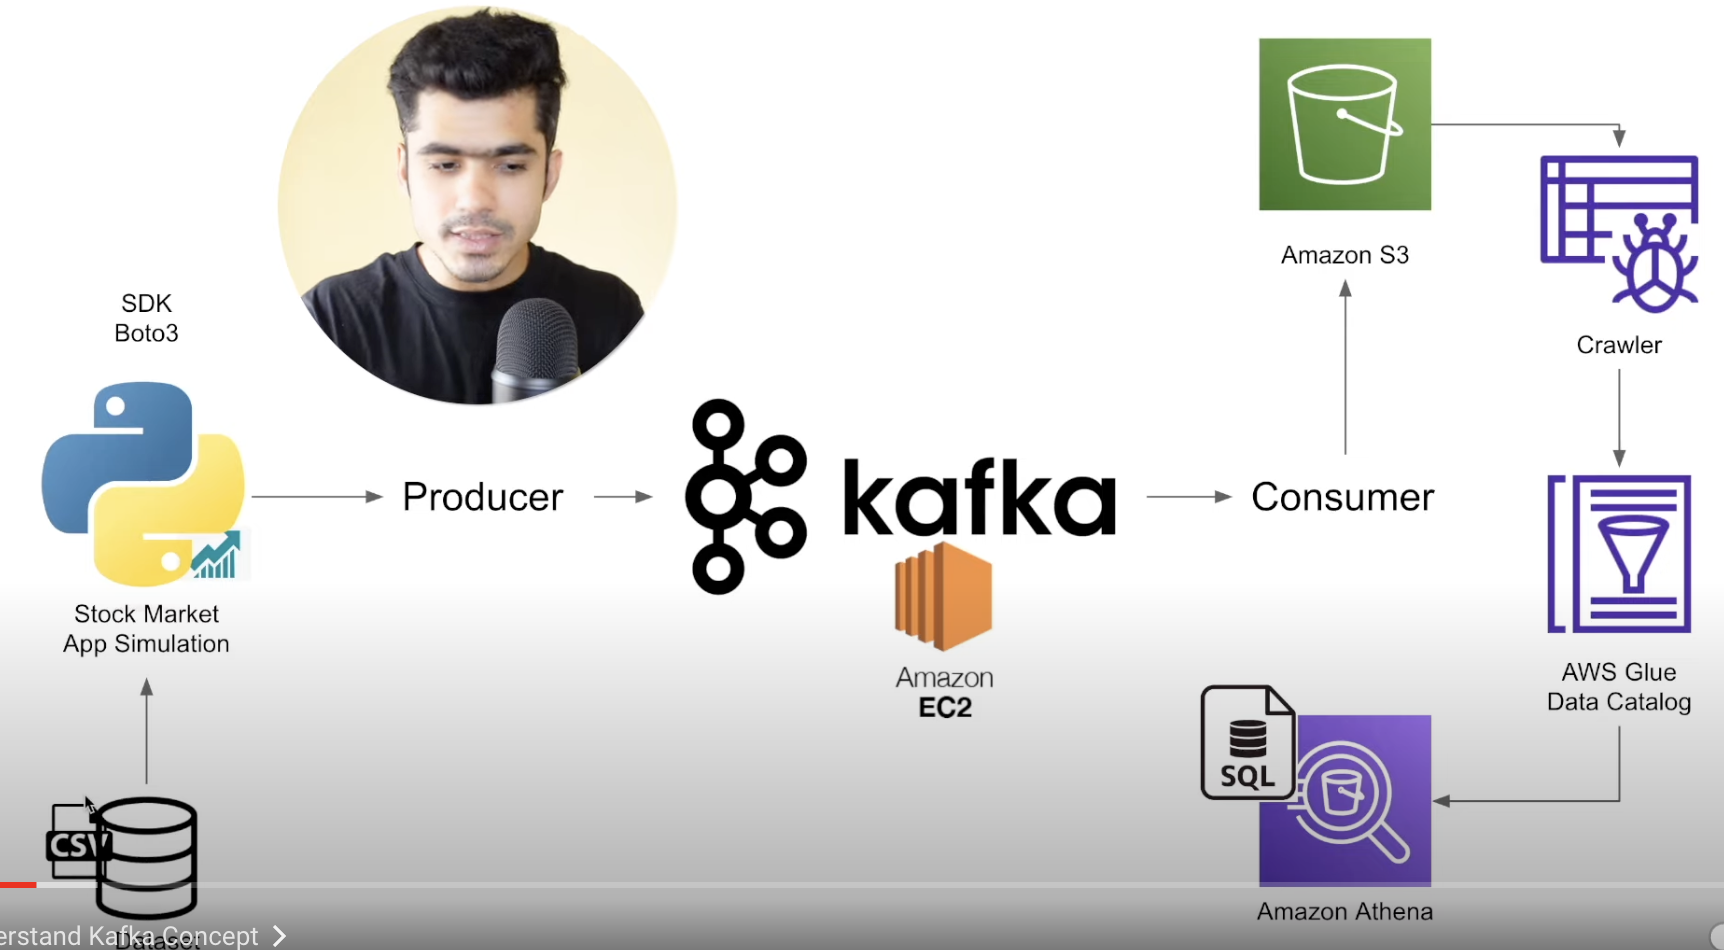 SDK
Boto3
Stock Market
App Simulation
CSV
Dataset
Producer
kafka
Amazon
EC2
Consumer
Amazon S3
Crawler
AWS Glue
Data Catalog
SQL
Amazon Athena
Kafka Concept